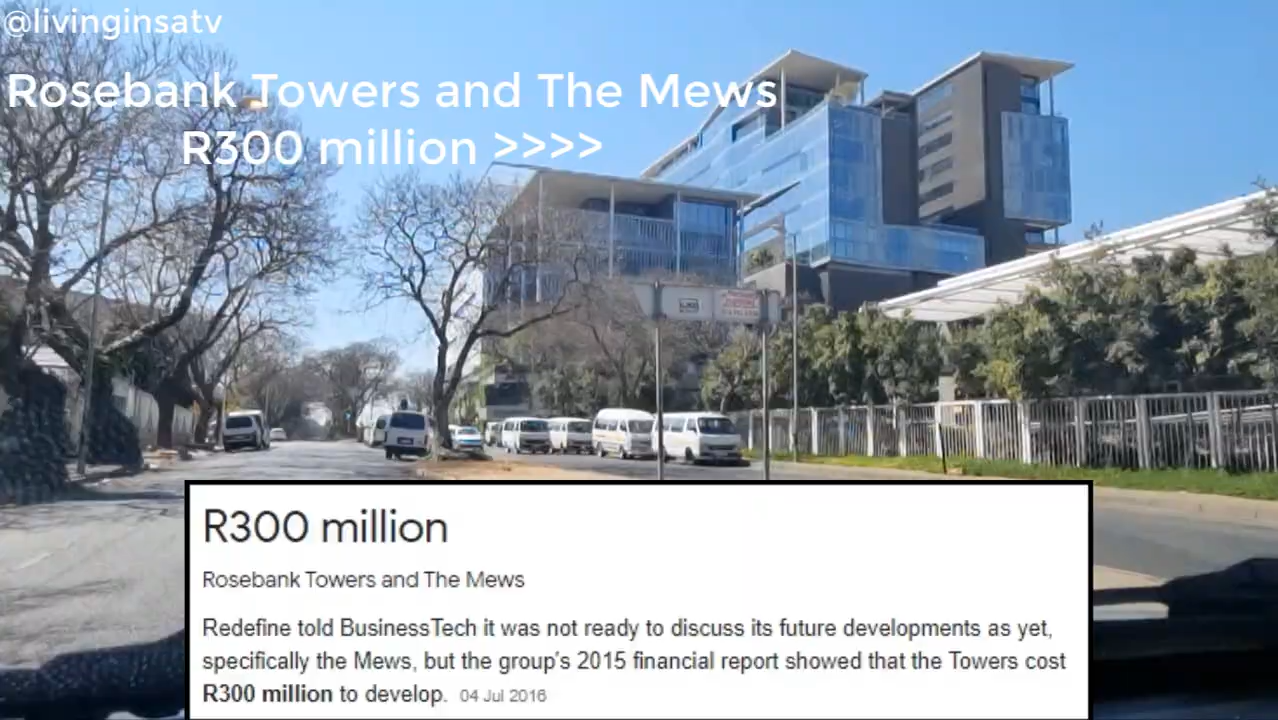 @livinginsatv
Rosebank Towers and The Mews
R300 million >>>>
R300 million
Rosebank Towers and The Mews
Redefine told BusinessTech it was not ready to discuss its future developments as yet,
specifically the Mews, but the group's 2015 financial report showed that the Towers cost
R300 million to develop. 04 Jul 2016